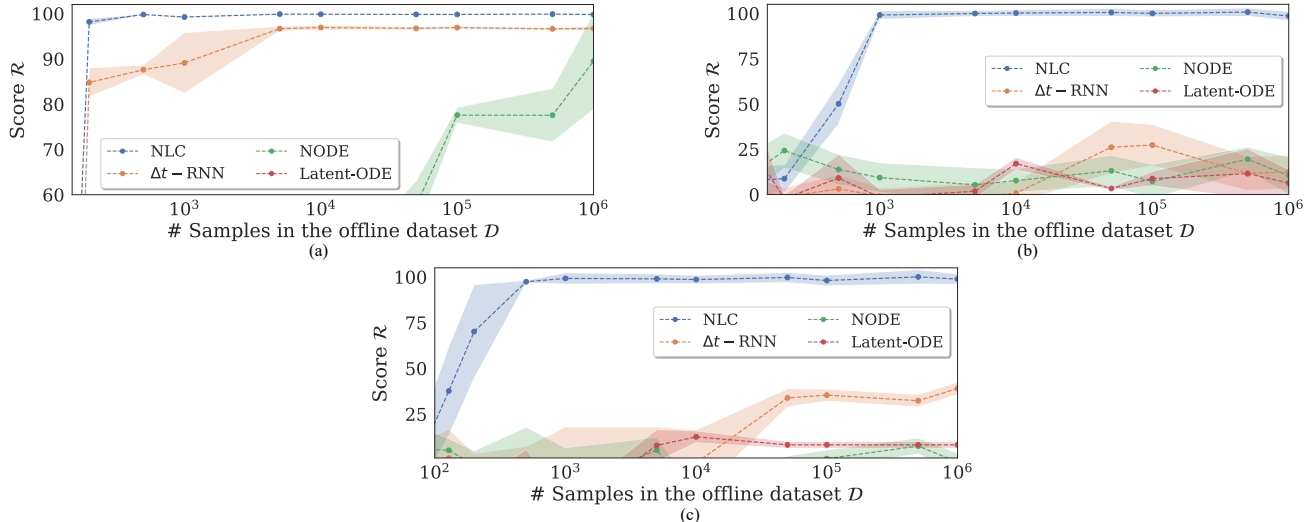 100
90
80
70
60
Score R
NLC
Δt − RNN
NODE
Latent-ODE
10³
10⁴
10⁵
10⁶
# Samples in the offline dataset D
(a)
100
75
50
25
0
Score R
NLC
Δt − RNN
NODE
Latent-ODE
10³
10⁴
10⁵
10⁶
# Samples in the offline dataset D
(b)
100
75
50
25
Score R
NLC
Δt − RNN
NODE
Latent-ODE
10²
10³
10⁴
10⁵
10⁶
# Samples in the offline dataset D
(c)